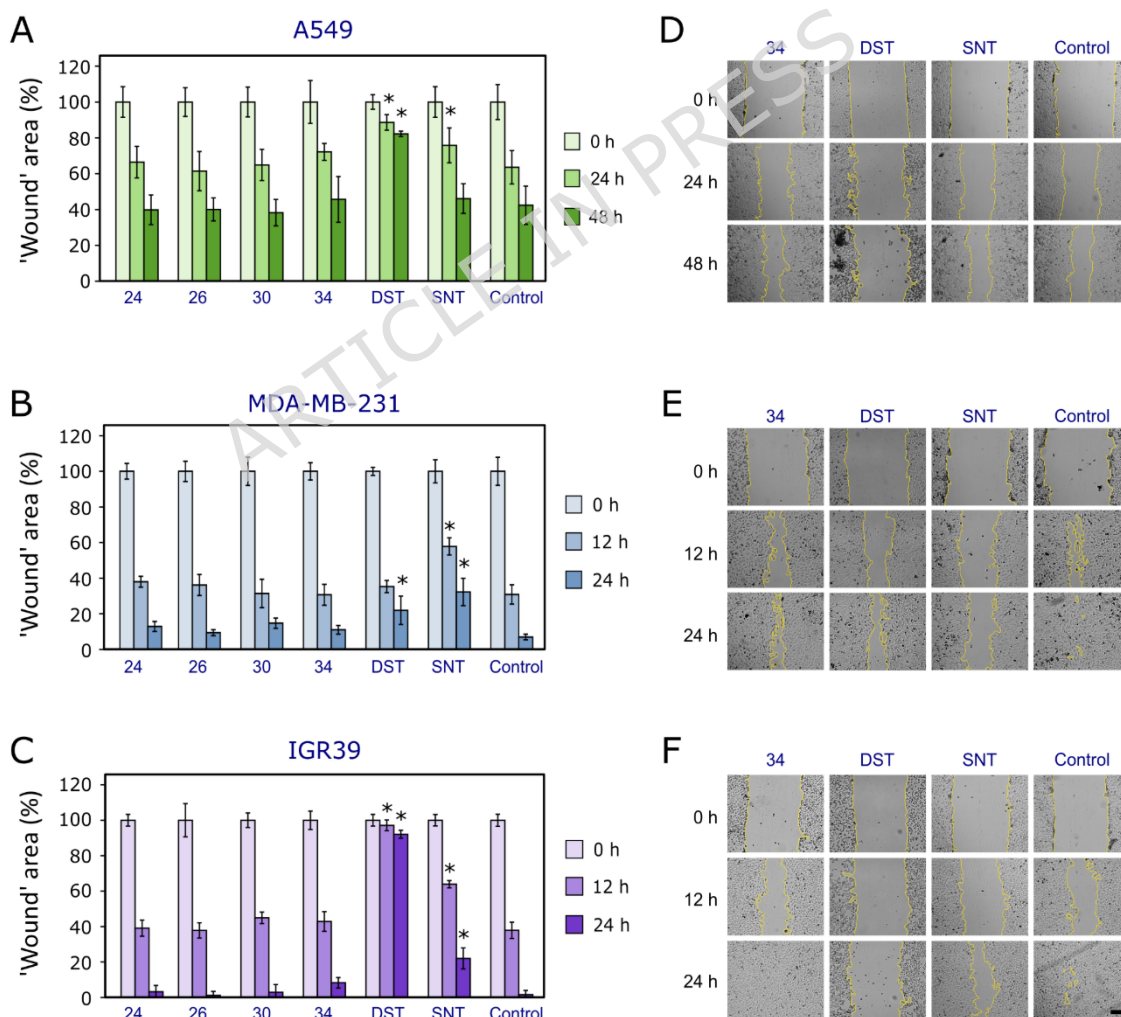 A
A549
'Wound' area (%)
120
100
80
60
40
20
0
24 26 30 34 DST SNT Control
0 h
24 h
48 h
B
MDA-MB-231
'Wound' area (%)
120
100
80
60
40
20
0
24 26 30 34 DST SNT Control
0 h
12 h
24 h
C
IGR39
'Wound' area (%)
120
100
80
60
40
20
0
24 26 30 34 DST SNT Control
0 h
12 h
24 h
D
34 DST SNT Control
0 h
24 h
48 h
E
34 DST SNT Control
0 h
12 h
24 h
F
34 DST SNT Control
0 h
12 h
24 h
ARTICLE IN PRESS
* *
*
*
*
*
*
*
*
*